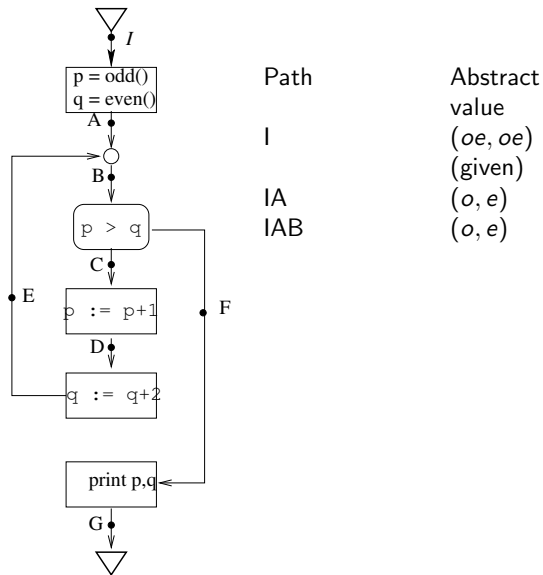 I
p = odd()
q = even()
A
B
p > q
C
p := p+1
D
q := q+2
E
F
print p,q
G
Path Abstract value
I (oe, oe) (given)
IA (o, e)
IAB (o, e)